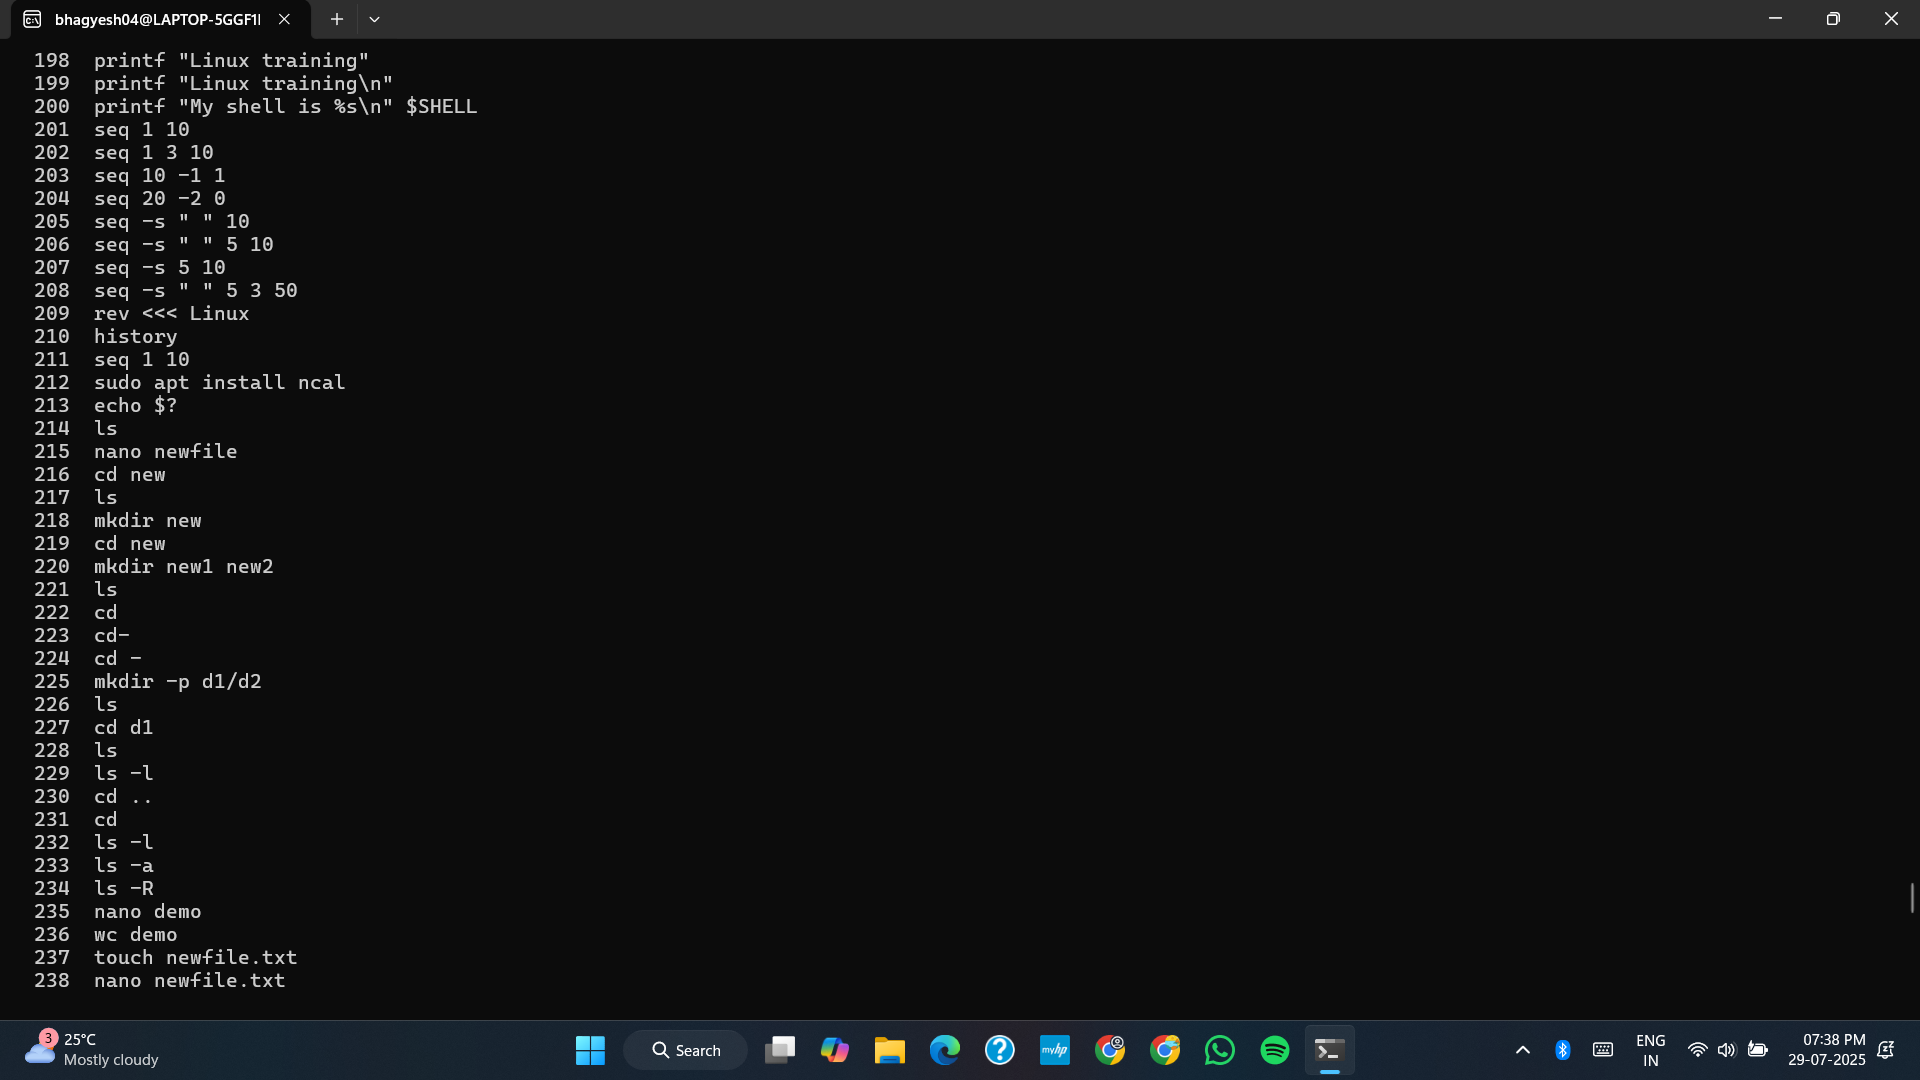 bhagyesh04@LAPTOP-5GGF1
198 printf "Linux training"
199 printf "Linux training\n"
200 printf "My shell is %s\n" $SHELL
201 seq 1 10
202 seq 1 3 10
203 seq 10 -1 1
204 seq 20 -2 0
205 seq -s " " 10
206 seq -s " " 5 10
207 seq -s 5 10
208 seq -s " " 5 3 50
209 rev <<< Linux
210 history
211 seq 1 10
212 sudo apt install ncal
213 echo $?
214 ls
215 nano newfile
216 cd new
217 ls
218 mkdir new
219 cd new
220 mkdir new1 new2
221 ls
222 cd
223 cd-
224 cd -
225 mkdir -p d1/d2
226 ls
227 cd d1
228 ls
229 ls -l
230 cd ..
231 cd
232 ls -l
233 ls -a
234 ls -R
235 nano demo
236 wc demo
237 touch newfile.txt
238 nano newfile.txt
3
25°C
Mostly cloudy
Search
myhp
ENG
IN
07:38 PM
29-07-2025